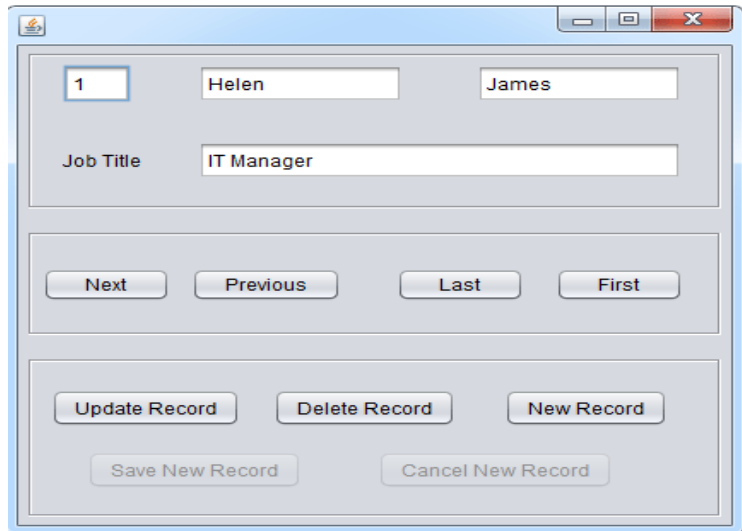 1 Helen James
Job Title IT Manager
Next Previous Last First
Update Record Delete Record New Record
Save New Record Cancel New Record